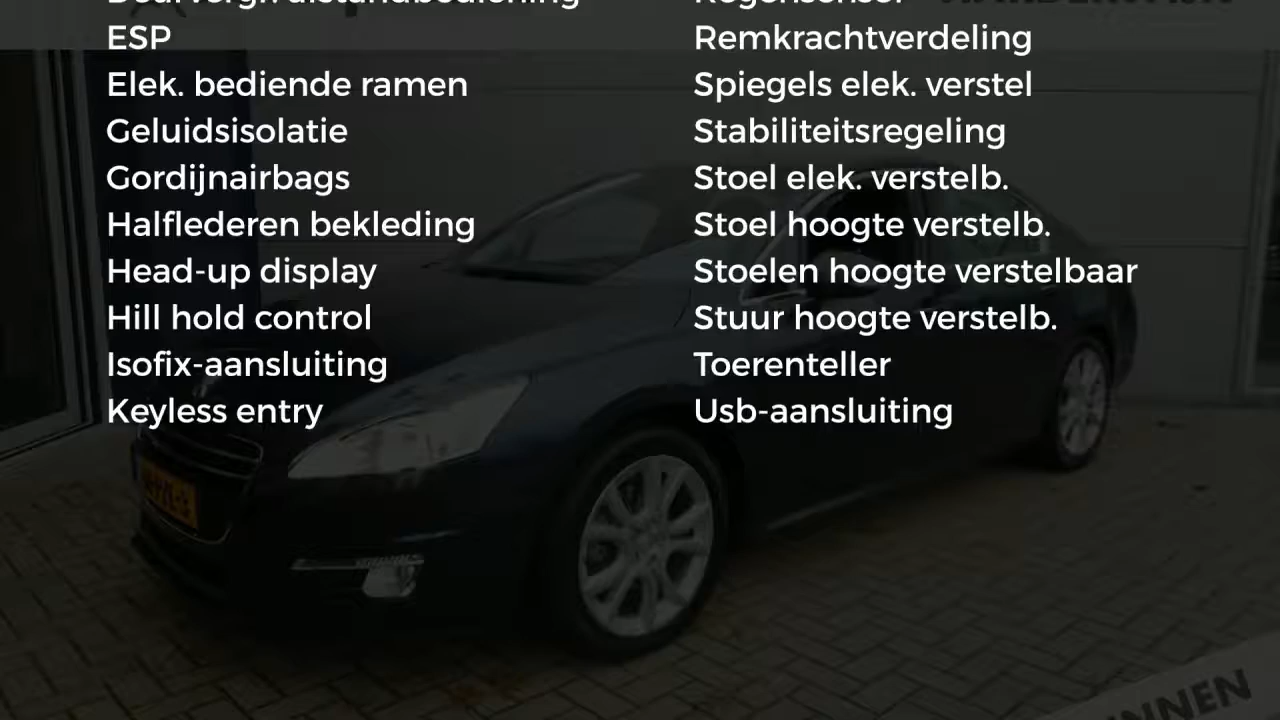 ESP
Elek. bediende ramen
Geluidsisolatie
Gordijnairbags
Halflederen bekleding
Head-up display
Hill hold control
Isofix-aansluiting
Keyless entry
Regensensor
Remkrachtverdeling
Spiegels elek. verstel
Stabiliteitsregeling
Stoel elek. verstelb.
Stoel hoogte verstelb.
Stoelen hoogte verstelbaar
Stuur hoogte verstelb.
Toerenteller
Usb-aansluiting